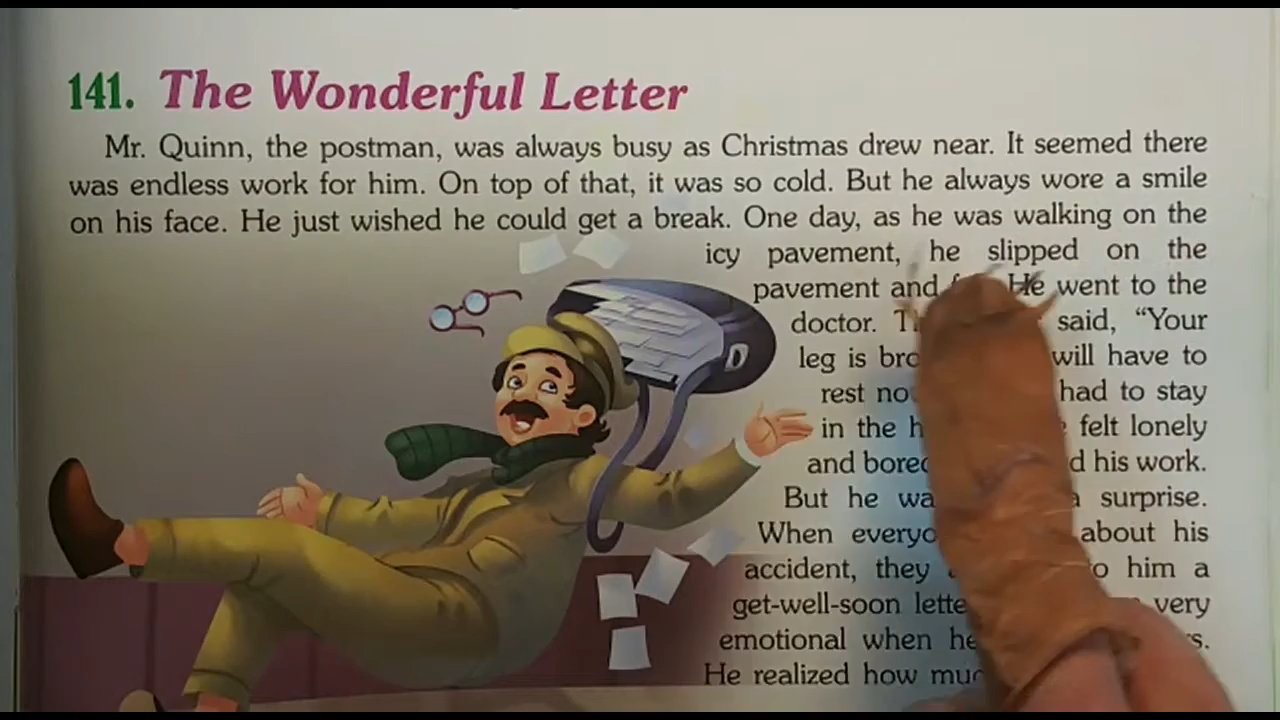 141. The Wonderful Letter
Mr. Quinn, the postman, was always busy as Christmas drew near. It seemed there
was endless work for him. On top of that, it was so cold. But he always wore a smile
on his face. He just wished he could get a break. One day, as he was walking on the
icy pavement, he slipped on the
pavement and He went to the
doctor. said, “Your
leg is will have to
rest had to stay
in the felt lonely
and his work.
But he surprise.
When about his
accident, they him a
get-well-soon very
emotional when
He realized how